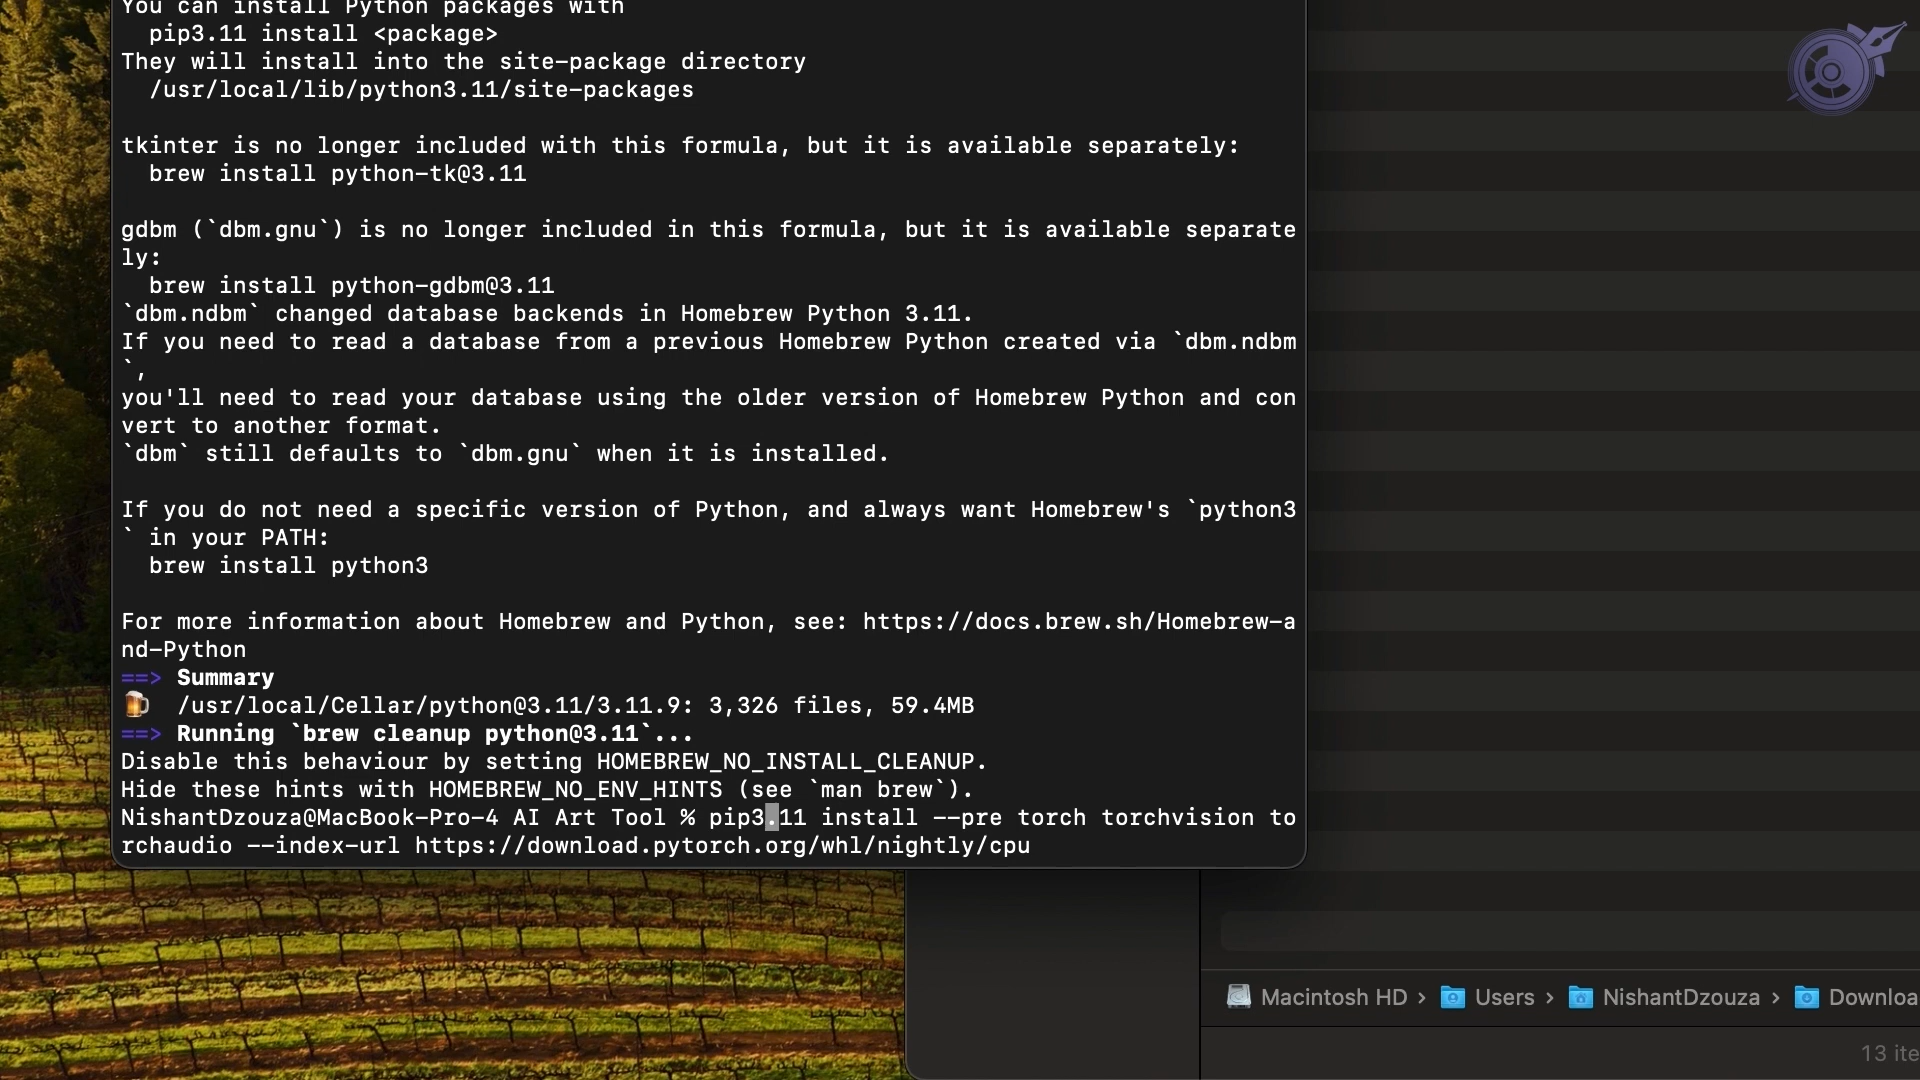 You can install Python packages with
  pip3.11 install <package>
They will install into the site-package directory
  /usr/local/lib/python3.11/site-packages

tkinter is no longer included with this formula, but it is available separately:
  brew install python-tk@3.11

gdbm (`dbm.gnu`) is no longer included in this formula, but it is available separate
ly:
  brew install python-gdbm@3.11
`dbm.ndbm` changed database backends in Homebrew Python 3.11.
If you need to read a database from a previous Homebrew Python created via `dbm.ndbm
`,
you'll need to read your database using the older version of Homebrew Python and con
vert to another format.
`dbm` still defaults to `dbm.gnu` when it is installed.

If you do not need a specific version of Python, and always want Homebrew's `python3
` in your PATH:
  brew install python3

For more information about Homebrew and Python, see: https://docs.brew.sh/Homebrew-a
nd-Python
==> Summary
🍺  /usr/local/Cellar/python@3.11/3.11.9: 3,326 files, 59.4MB
==> Running `brew cleanup python@3.11`...
Disable this behaviour by setting HOMEBREW_NO_INSTALL_CLEANUP.
Hide these hints with HOMEBREW_NO_ENV_HINTS (see `man brew`).
NishantDzouza@MacBook-Pro-4 AI Art Tool % pip3.11 install --pre torch torchvision to
rchaudio --index-url https://download.pytorch.org/whl/nightly/cpu
Macintosh HD › Users › NishantDzouza › Downloa
13 ite